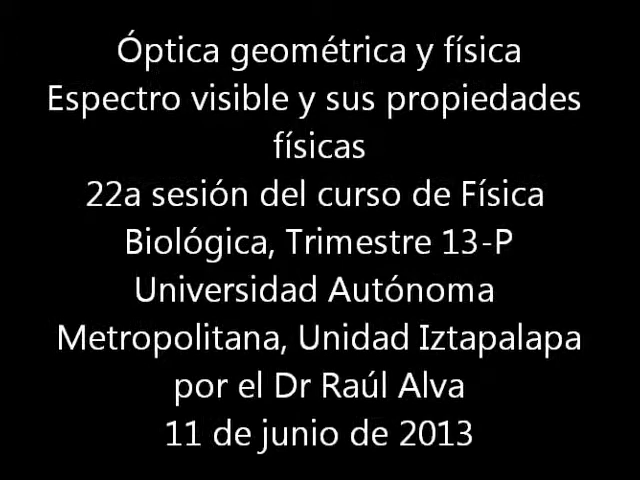 Óptica geométrica y física
Espectro visible y sus propiedades
físicas
22a sesión del curso de Física
Biológica, Trimestre 13-P
Universidad Autónoma
Metropolitana, Unidad Iztapalapa
por el Dr Raúl Alva
11 de junio de 2013